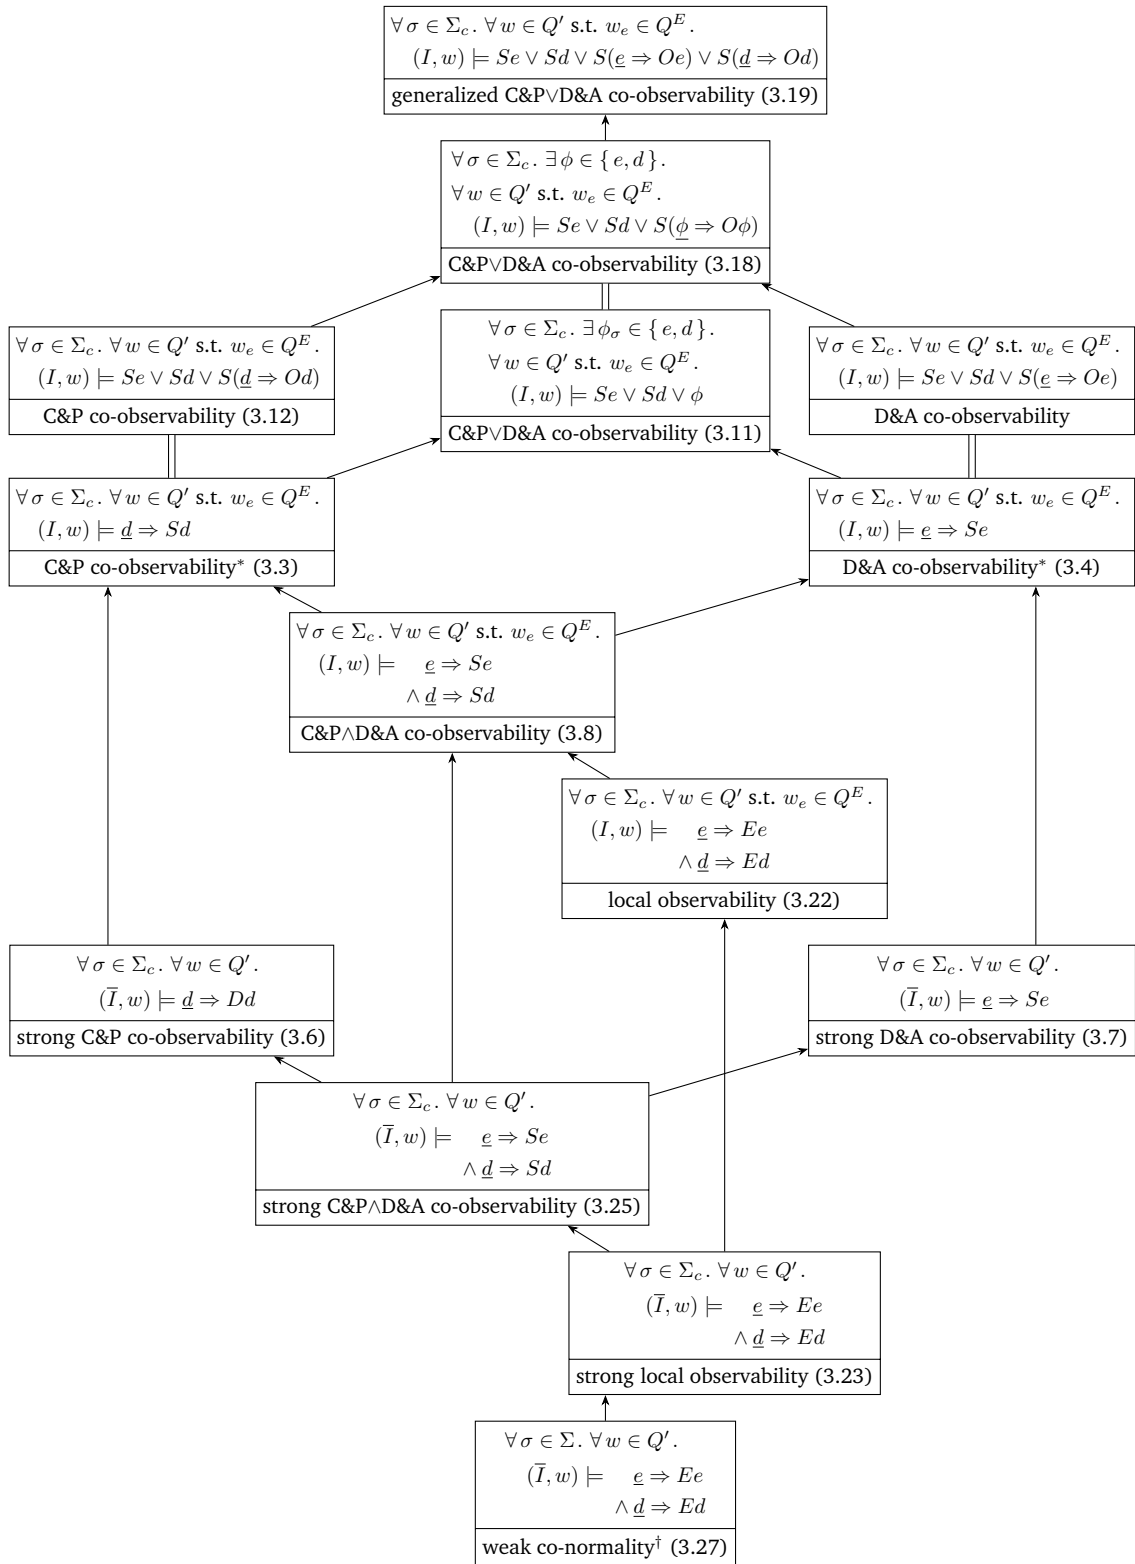 ∀ σ ∈ Σ_c. ∀ w ∈ Q′ s.t. w_e ∈ Q^E.
(I, w) ⊨ Se ∨ Sd ∨ S(e̲ ⇒ Oe) ∨ S(d̲ ⇒ Od)
generalized C&P∨D&A co-observability (3.19)
∀ σ ∈ Σ_c. ∃ ϕ ∈ { e, d }.
∀ w ∈ Q′ s.t. w_e ∈ Q^E.
(I, w) ⊨ Se ∨ Sd ∨ S(ϕ̲ ⇒ Oϕ)
C&P∨D&A co-observability (3.18)
∀ σ ∈ Σ_c. ∀ w ∈ Q′ s.t. w_e ∈ Q^E.
(I, w) ⊨ Se ∨ Sd ∨ S(d̲ ⇒ Od)
C&P co-observability (3.12)
∀ σ ∈ Σ_c. ∃ ϕ_σ ∈ { e, d }.
∀ w ∈ Q′ s.t. w_e ∈ Q^E.
(I, w) ⊨ Se ∨ Sd ∨ ϕ
C&P∨D&A co-observability (3.11)
∀ σ ∈ Σ_c. ∀ w ∈ Q′ s.t. w_e ∈ Q^E.
(I, w) ⊨ Se ∨ Sd ∨ S(e̲ ⇒ Oe)
D&A co-observability
∀ σ ∈ Σ_c. ∀ w ∈ Q′ s.t. w_e ∈ Q^E.
(I, w) ⊨ d̲ ⇒ Sd
C&P co-observability* (3.3)
∀ σ ∈ Σ_c. ∀ w ∈ Q′ s.t. w_e ∈ Q^E.
(I, w) ⊨ e̲ ⇒ Se
D&A co-observability* (3.4)
∀ σ ∈ Σ_c. ∀ w ∈ Q′ s.t. w_e ∈ Q^E.
(I, w) ⊨ e̲ ⇒ Se
∧ d̲ ⇒ Sd
C&P∧D&A co-observability (3.8)
∀ σ ∈ Σ_c. ∀ w ∈ Q′ s.t. w_e ∈ Q^E.
(I, w) ⊨ e̲ ⇒ Ee
∧ d̲ ⇒ Ed
local observability (3.22)
∀ σ ∈ Σ_c. ∀ w ∈ Q′.
(I̅, w) ⊨ d̲ ⇒ Dd
strong C&P co-observability (3.6)
∀ σ ∈ Σ_c. ∀ w ∈ Q′.
(I̅, w) ⊨ e̲ ⇒ Se
strong D&A co-observability (3.7)
∀ σ ∈ Σ_c. ∀ w ∈ Q′.
(I̅, w) ⊨ e̲ ⇒ Se
∧ d̲ ⇒ Sd
strong C&P∧D&A co-observability (3.25)
∀ σ ∈ Σ_c. ∀ w ∈ Q′.
(I̅, w) ⊨ e̲ ⇒ Ee
∧ d̲ ⇒ Ed
strong local observability (3.23)
∀ σ ∈ Σ. ∀ w ∈ Q′.
(I̅, w) ⊨ e̲ ⇒ Ee
∧ d̲ ⇒ Ed
weak co-normality† (3.27)